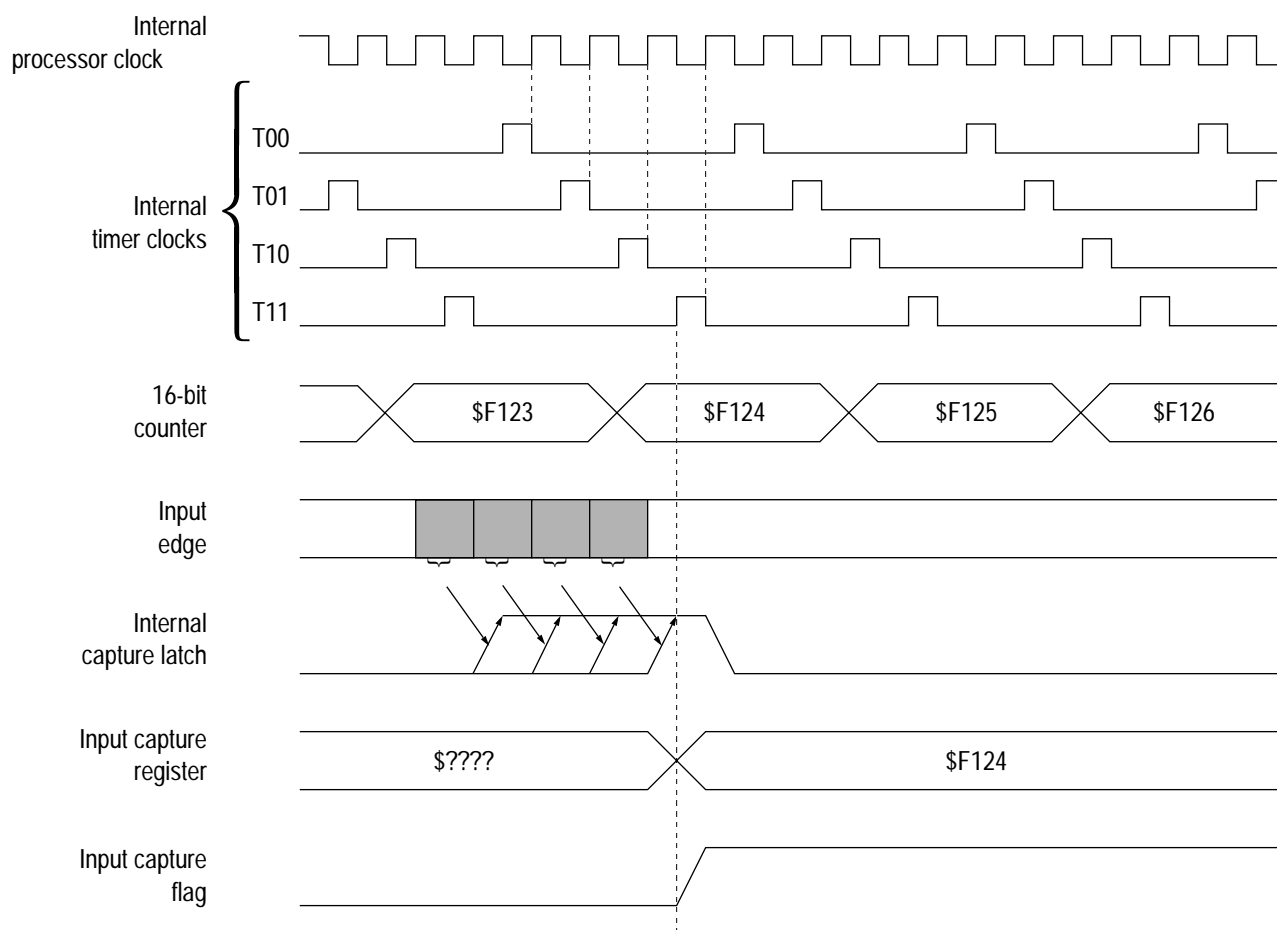 Internal
processor clock
T00
T01
Internal
timer clocks
T10
T11
16-bit
counter
$F123
$F124
$F125
$F126
Input
edge
Internal
capture latch
Input capture
register
$????
$F124
Input capture
flag